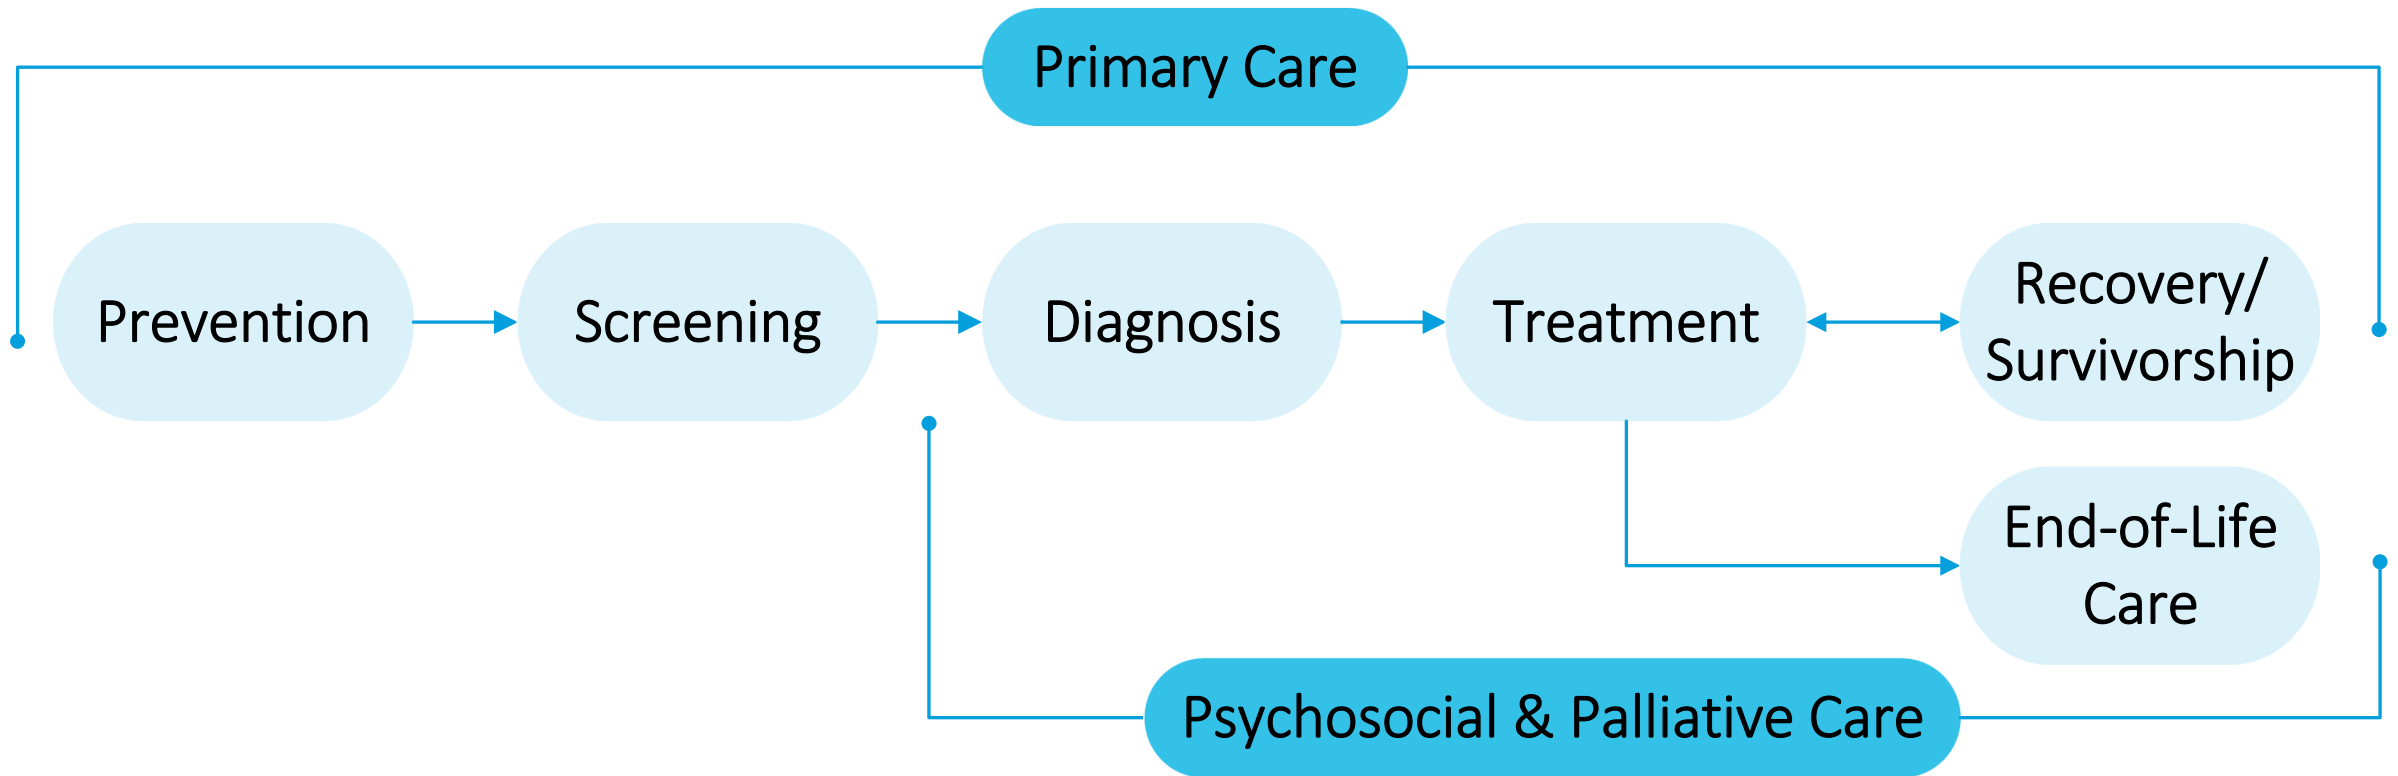 Primary Care
Prevention
Screening
Diagnosis
Treatment
Recovery/
Survivorship
End-of-Life
Care
Psychosocial & Palliative Care